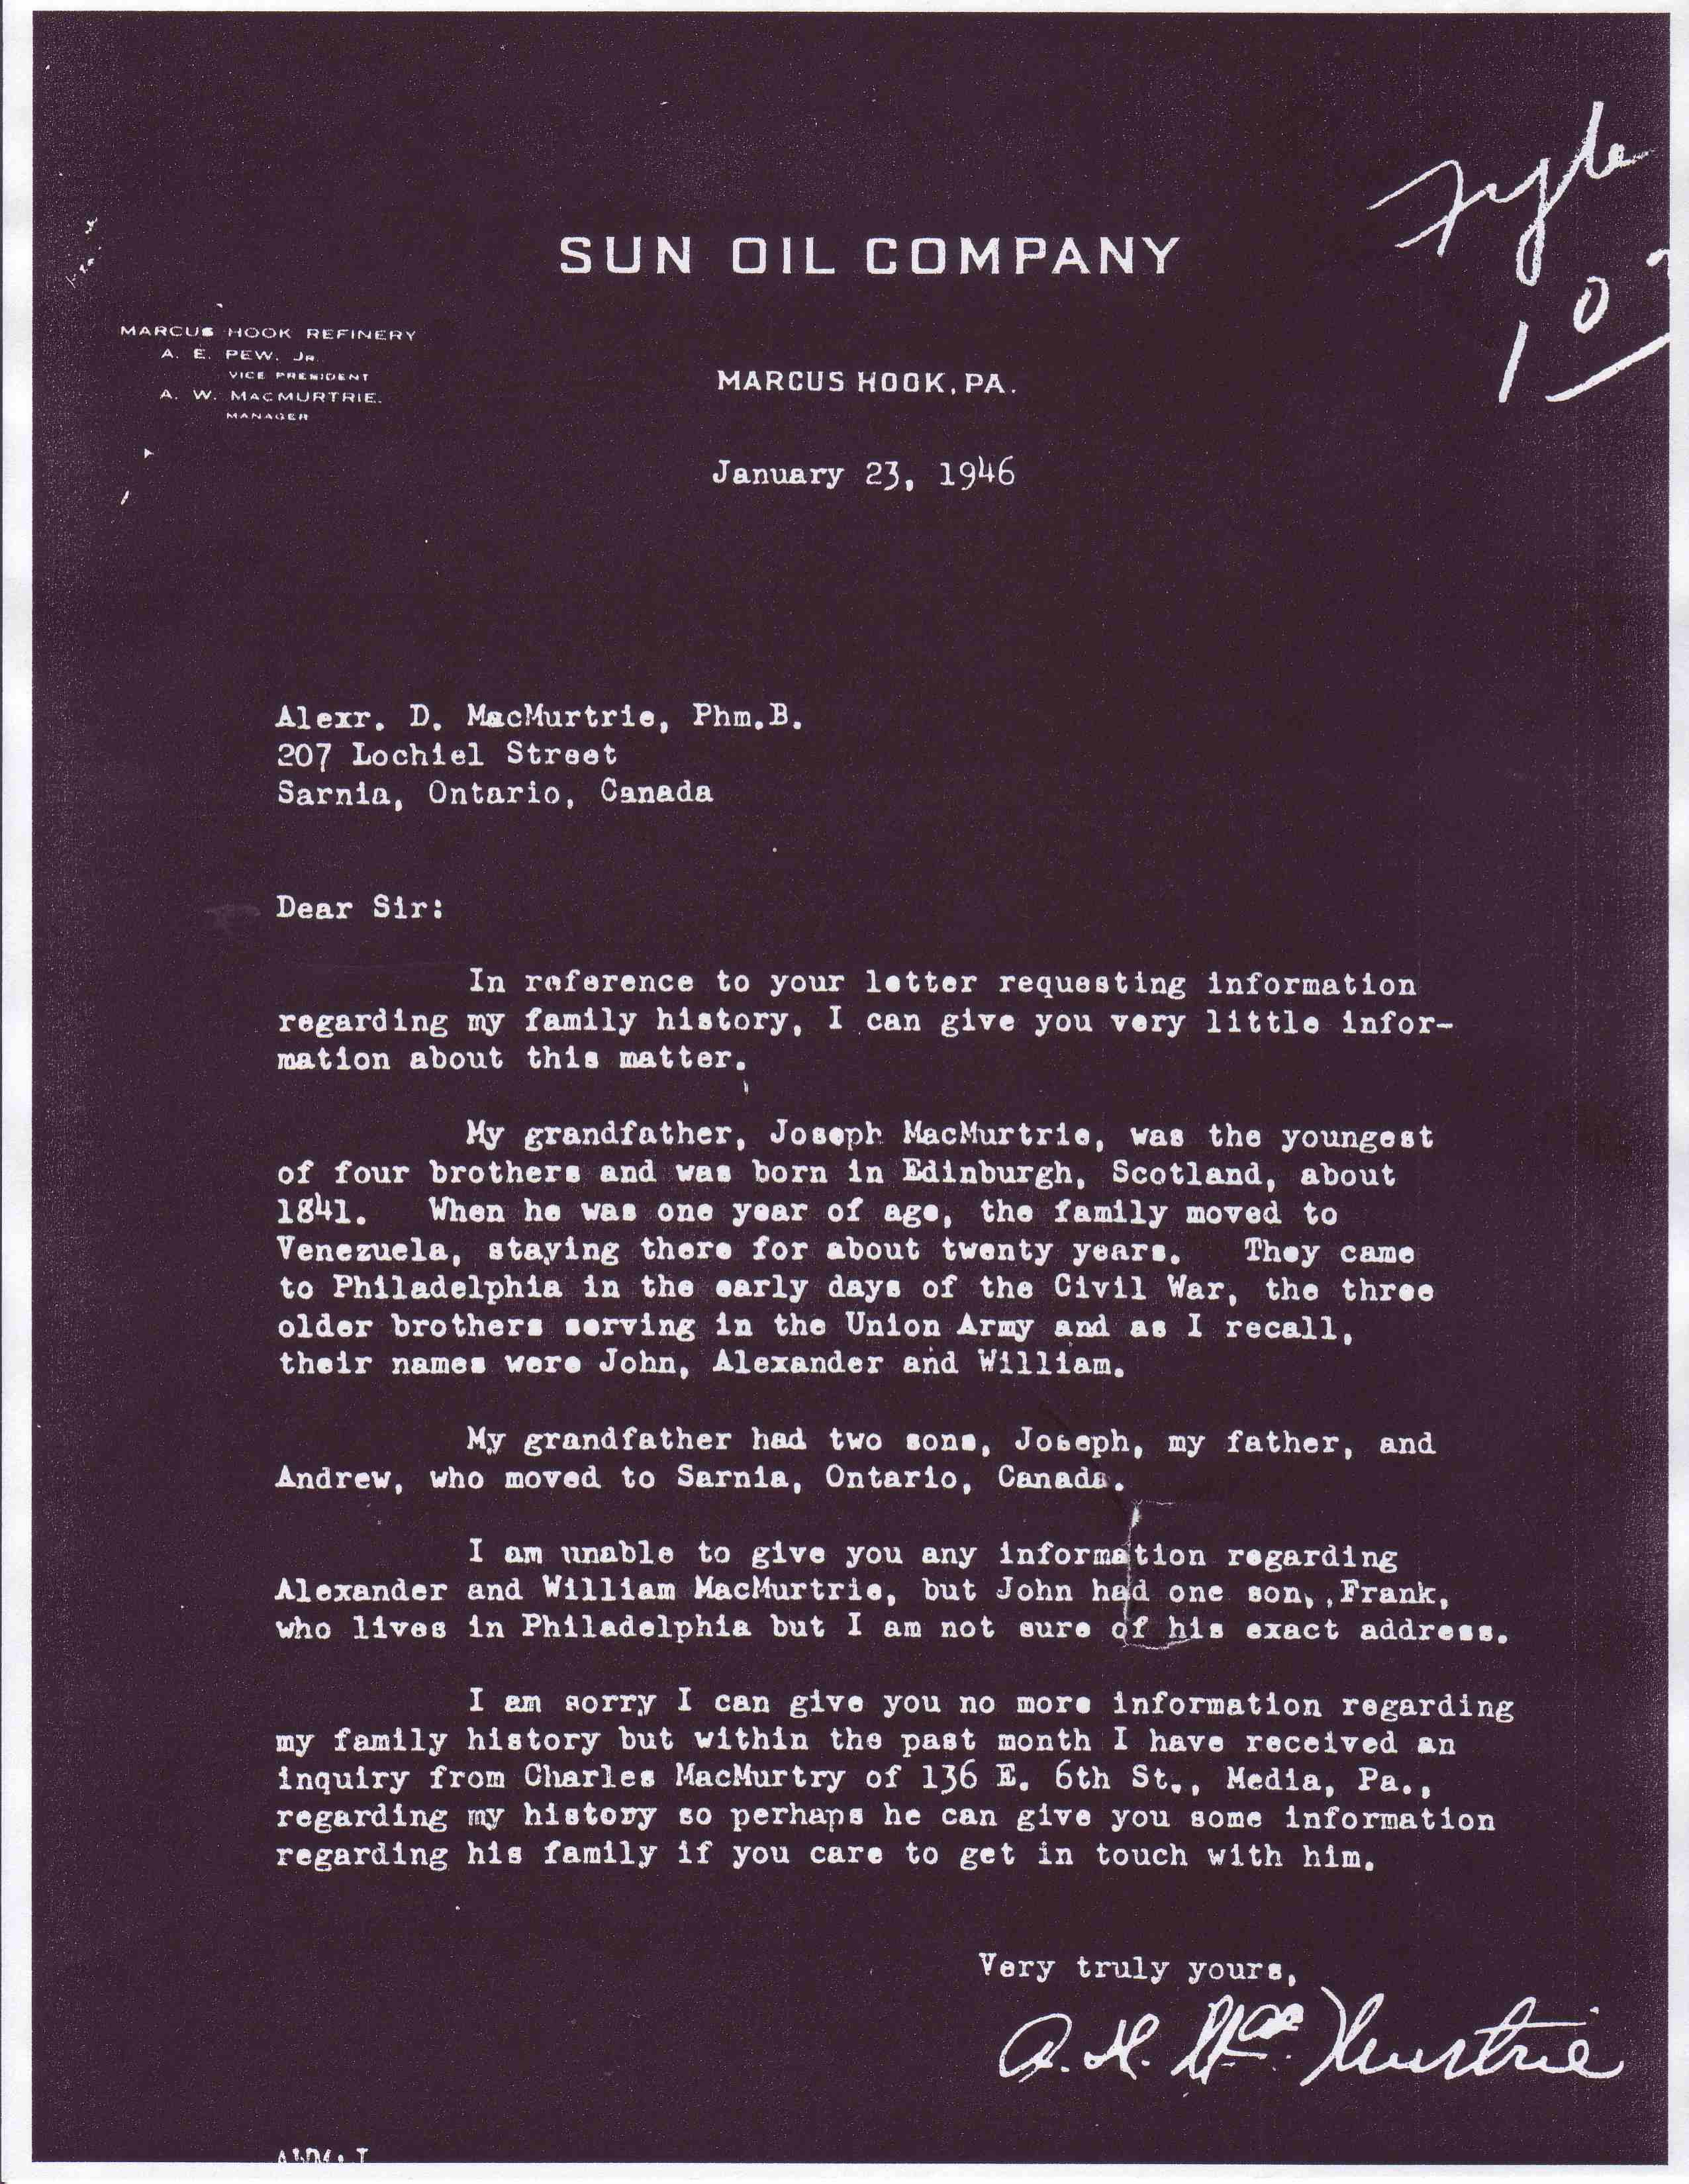 Fyle
10
SUN OIL COMPANY
MARCUS HOOK REFINERY
A. E. PEW, JR.
VICE PRESIDENT
A. W. MACMURTRIE.
MANAGER
MARCUS HOOK, PA.
January 23, 1946
Alexr. D. MacMurtrie, Phm.B.
207 Lochiel Street
Sarnia, Ontario, Canada
Dear Sir:
In reference to your letter requesting information
regarding my family history, I can give you very little infor-
mation about this matter.
My grandfather, Joseph MacMurtrie, was the youngest
of four brothers and was born in Edinburgh, Scotland, about
1841. When he was one year of age, the family moved to
Venezuela, staying there for about twenty years. They came
to Philadelphia in the early days of the Civil War, the three
older brothers serving in the Union Army and as I recall,
their names were John, Alexander and William.
My grandfather had two sons, Joseph, my father, and
Andrew, who moved to Sarnia, Ontario, Canada.
I am unable to give you any information regarding
Alexander and William MacMurtrie, but John had one son, Frank,
who lives in Philadelphia but I am not sure of his exact address.
I am sorry I can give you no more information regarding
my family history but within the past month I have received an
inquiry from Charles MacMurtry of 136 E. 6th St., Media, Pa.,
regarding my history so perhaps he can give you some information
regarding his family if you care to get in touch with him.
Very truly yours,
A. W. MacMurtrie